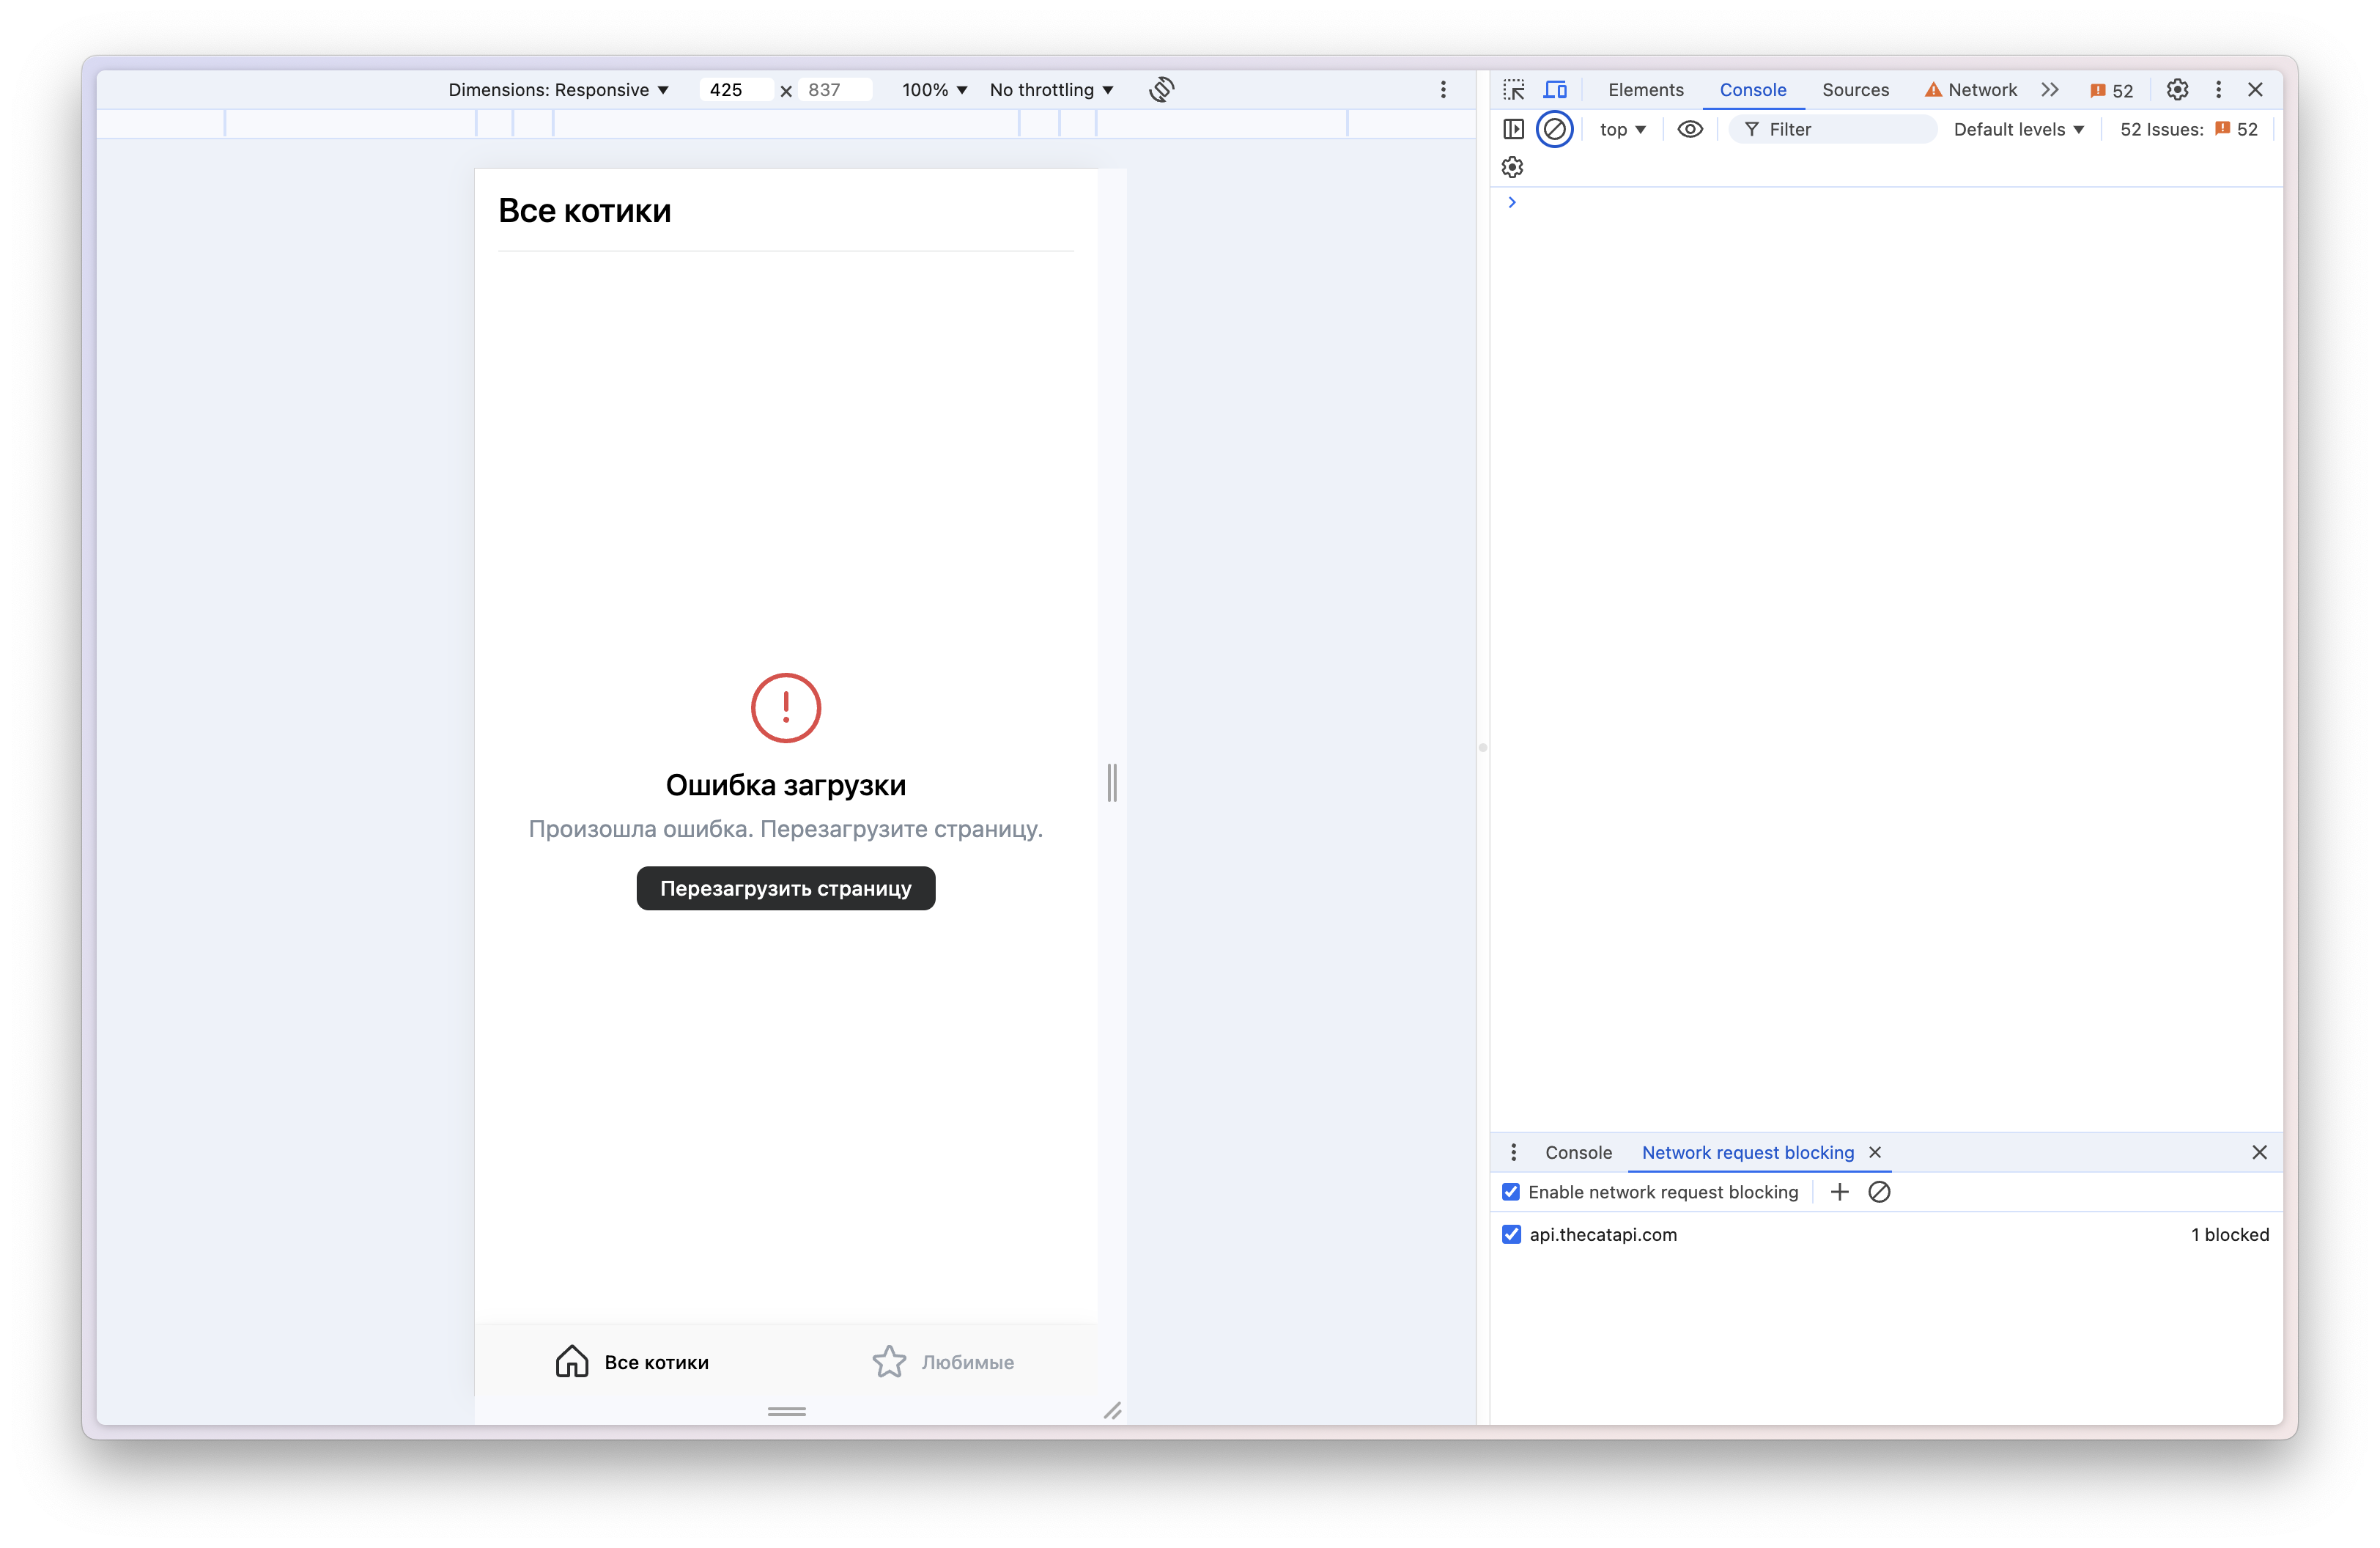 Dimensions: Responsive 425 × 837 100% No throttling
Elements Console Sources Network 52
top Filter Default levels 52 Issues: 52
Все котики
Ошибка загрузки
Произошла ошибка. Перезагрузите страницу.
Перезагрузить страницу
Все котики Любимые
Console Network request blocking
Enable network request blocking
api.thecatapi.com 1 blocked